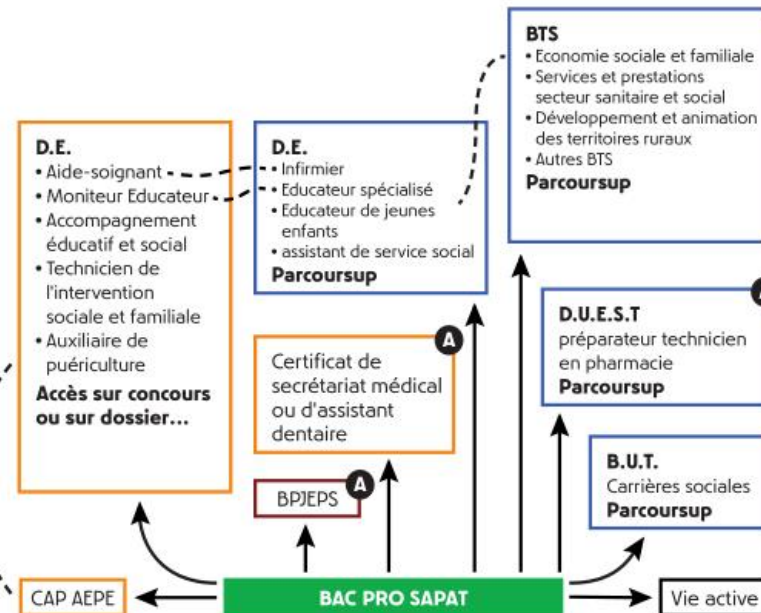 BTS
• Economie sociale et familiale
• Services et prestations
secteur sanitaire et social
• Développement et animation
des territoires ruraux
• Autres BTS
Parcoursup
D.E.
• Aide-soignant
• Moniteur Educateur
• Accompagnement
éducatif et social
• Technicien de
l'intervention
sociale et familiale
• Auxiliaire de
puériculture
Accès sur concours
ou sur dossier...
D.E.
• Infirmier
• Educateur spécialisé
• Educateur de jeunes
enfants
• assistant de service social
Parcoursup
D.U.E.S.T
préparateur technicien
en pharmacie
Parcoursup
A
Certificat de
secrétariat médical
ou d'assistant
dentaire
A
B.U.T.
Carrières sociales
Parcoursup
BPJEPS
A
CAP AEPE
BAC PRO SAPAT
Vie active